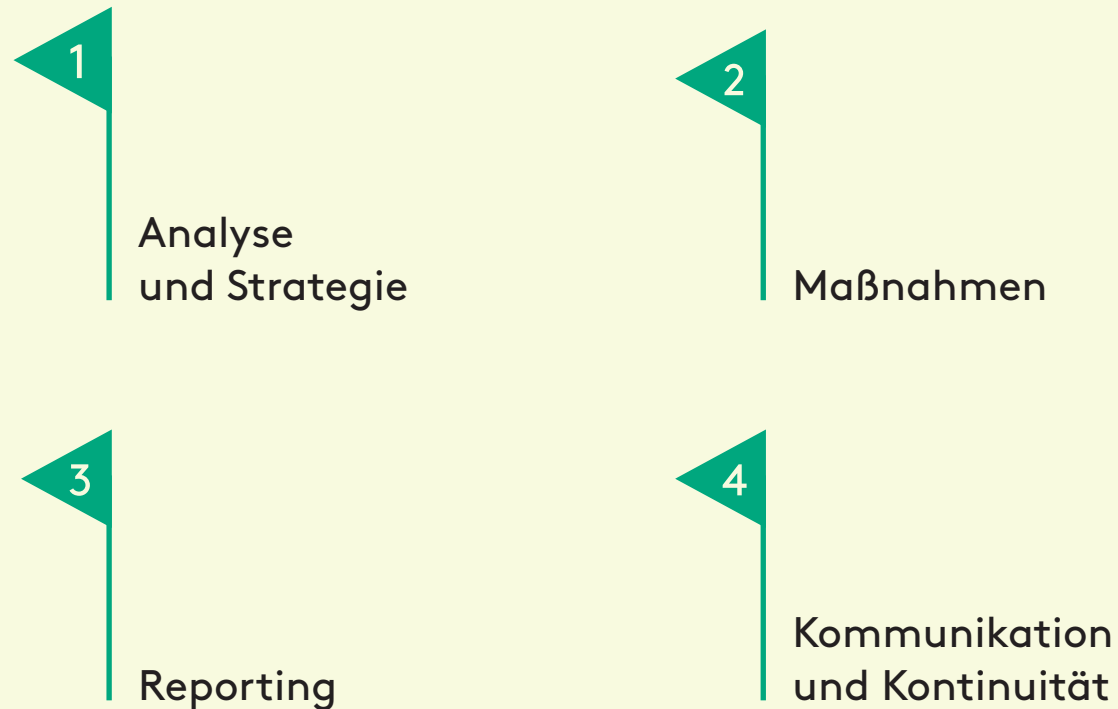 1
Analyse
und Strategie
2
Maßnahmen
3
Reporting
4
Kommunikation
und Kontinuität